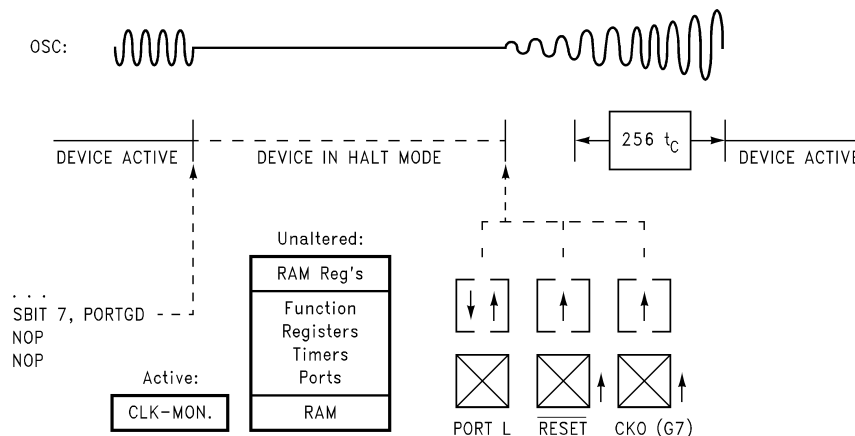 OSC:
256 tC
DEVICE ACTIVE
DEVICE IN HALT MODE
DEVICE ACTIVE
Unaltered:
RAM Reg's
Function
Registers
Timers
Ports
RAM
. . .
SBIT 7, PORTGD
NOP
NOP
Active:
CLK-MON.
PORT L
RESET
CKO (G7)